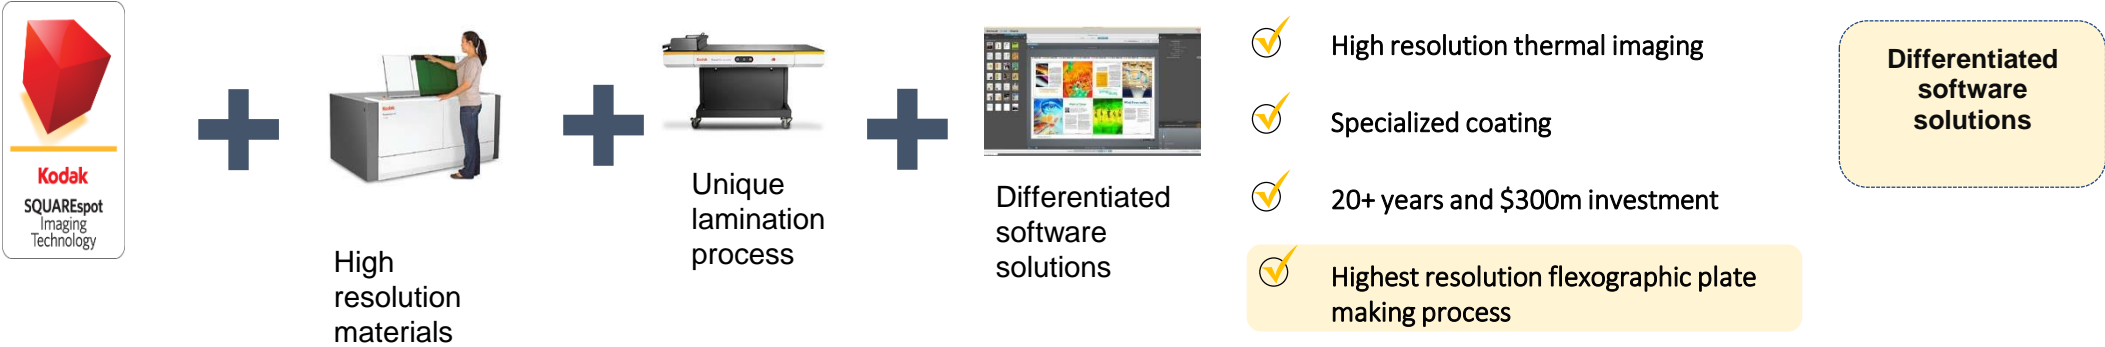 Kodak
SQUAREspot
Imaging
Technology
High
resolution
materials
Unique
lamination
process
Differentiated
software
solutions
High resolution thermal imaging
Specialized coating
20+ years and $300m investment
Highest resolution flexographic plate
making process
Differentiated
software
solutions